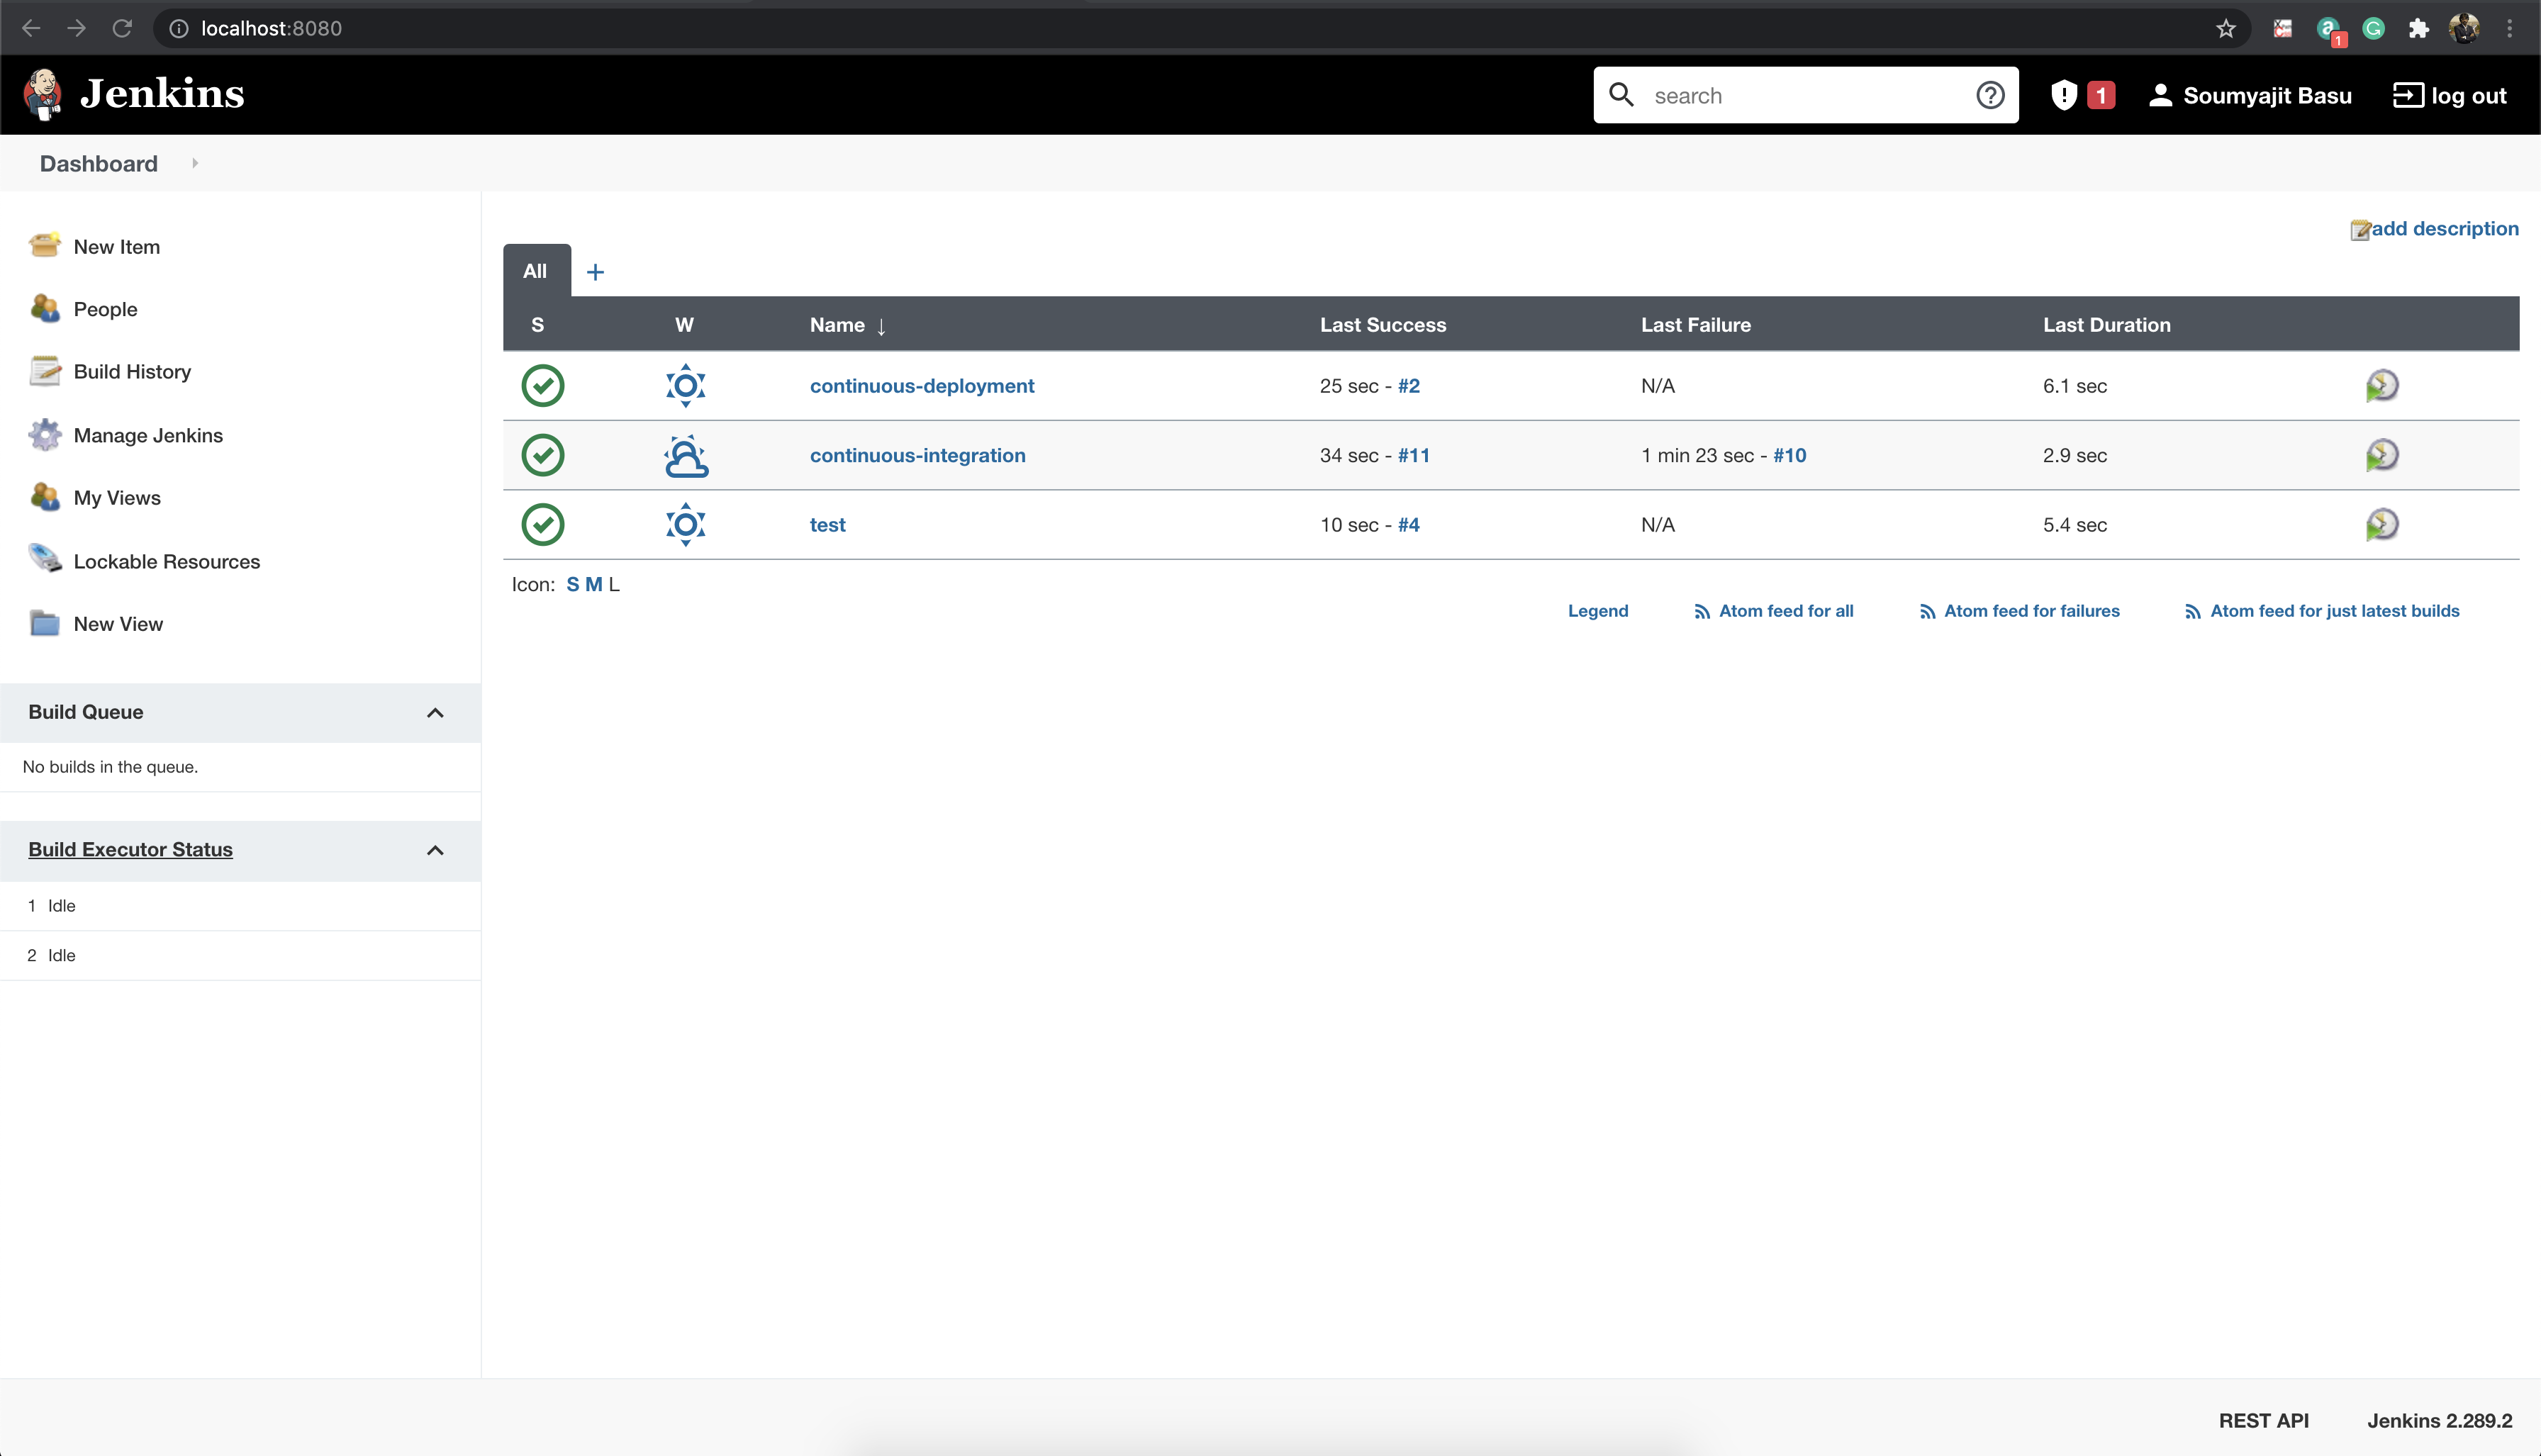 localhost:8080
1
Jenkins
search
1
Soumyajit Basu
log out
Dashboard
New Item
People
Build History
Manage Jenkins
My Views
Lockable Resources
New View
Build Queue
No builds in the queue.
Build Executor Status
1 Idle
2 Idle
add description
All +
S W Name ↓ Last Success Last Failure Last Duration
continuous-deployment 25 sec - #2 N/A 6.1 sec
continuous-integration 34 sec - #11 1 min 23 sec - #10 2.9 sec
test 10 sec - #4 N/A 5.4 sec
Icon: S M L
Legend Atom feed for all Atom feed for failures Atom feed for just latest builds
REST API Jenkins 2.289.2